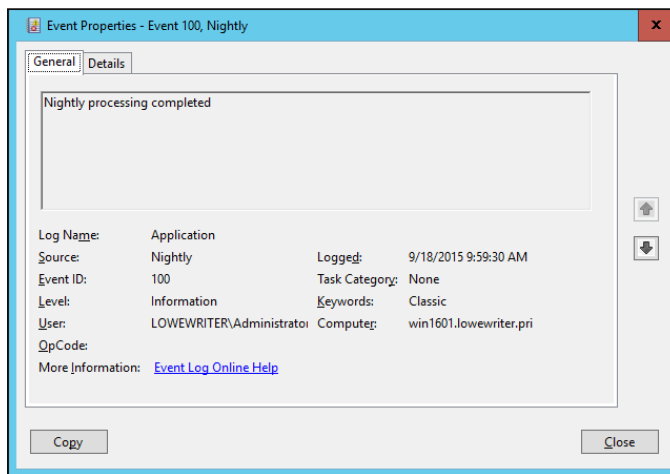 Event Properties - Event 100, Nightly
x
General Details
Nightly processing completed
Log Name: Application
Source: Nightly Logged: 9/18/2015 9:59:30 AM
Event ID: 100 Task Category: None
Level: Information Keywords: Classic
User: LOWEWRITER\Administrator Computer: win1601.lowewriter.pri
OpCode:
More Information: Event Log Online Help
Copy Close